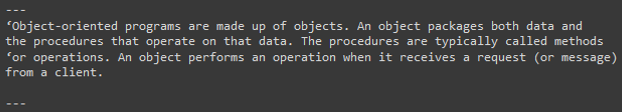 ---
‘Object-oriented programs are made up of objects. An object packages both data and
the procedures that operate on that data. The procedures are typically called methods
‘or operations. An object performs an operation when it receives a request (or message)
from a client.
---